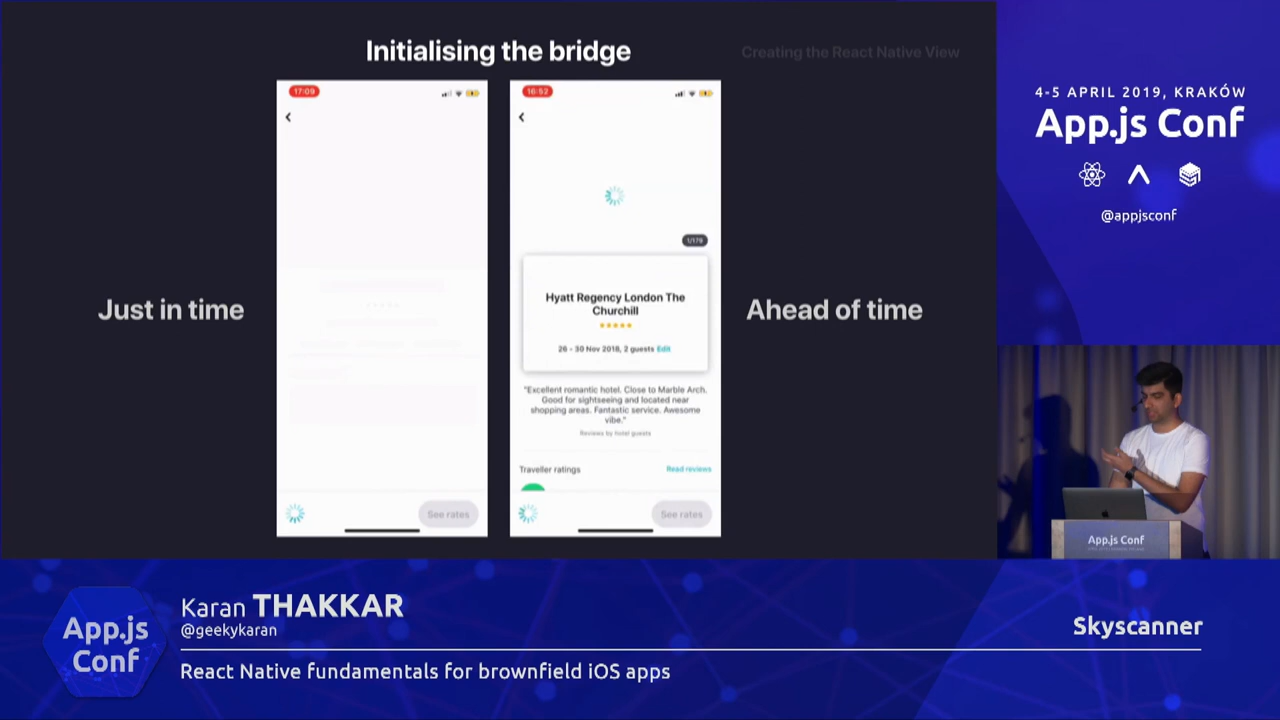 Initialising the bridge
Creating the React Native View
Just in time
17:09
See rates
16:52
1/179
Hyatt Regency London The
Churchill
26 - 30 Nov 2018, 2 guests Edit
"Excellent romantic hotel. Close to Marble Arch.
Good for sightseeing and located near
shopping areas. Fantastic service. Awesome
vibe."
Reviews by hotel guests
Traveller ratings
Read reviews
See rates
Ahead of time
4-5 APRIL 2019, KRAKÓW
App.js Conf
@appjsconf
App.js Conf
App.js
Conf
Karan THAKKAR
@geekykaran
Skyscanner
React Native fundamentals for brownfield iOS apps